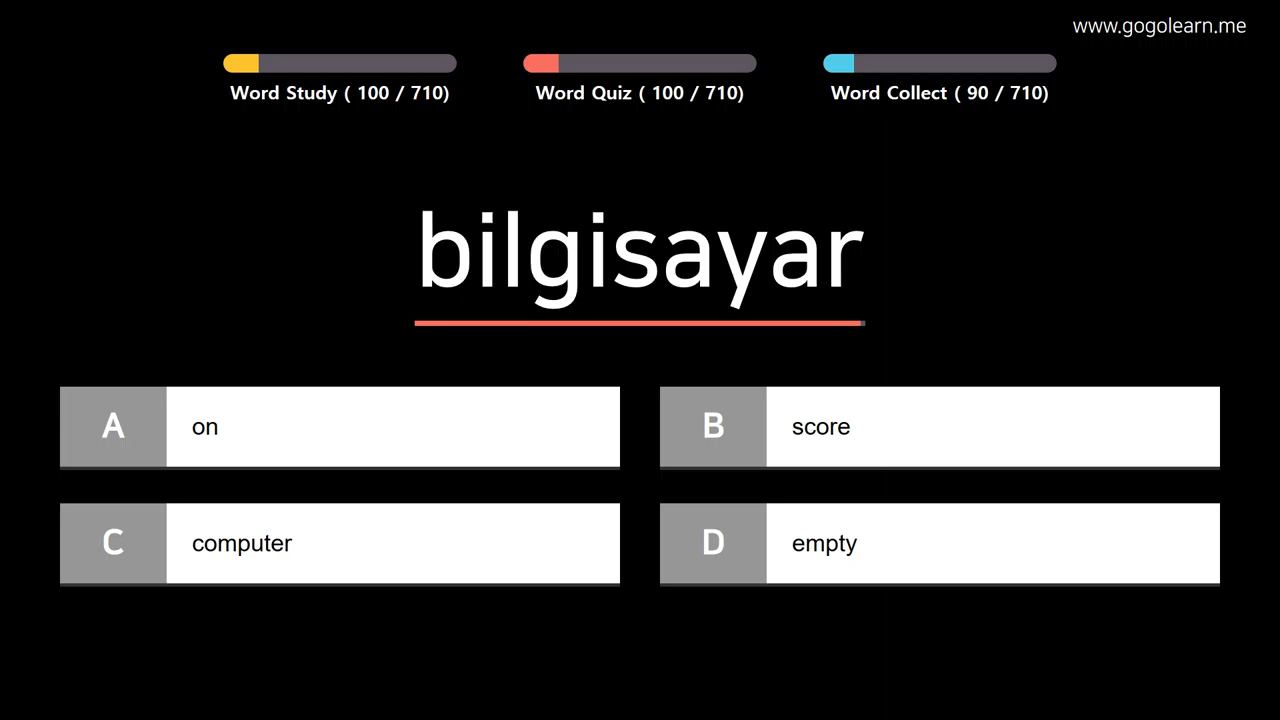 www.gogolearn.me
Word Study ( 100 / 710)
Word Quiz ( 100 / 710)
Word Collect ( 90 / 710)
bilgisayar
A
on
B
score
C
computer
D
empty